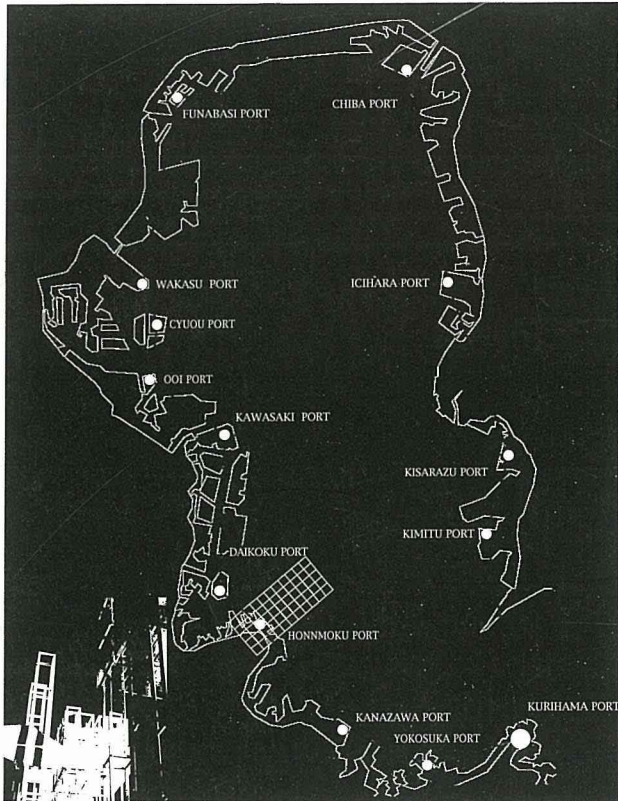 CHIBA PORT
FUNABASI PORT
WAKASU PORT
ICIHARA PORT
CYUOU PORT
OOI PORT
KAWASAKI PORT
KISARAZU PORT
KIMITU PORT
DAIKOKU PORT
HONNMOKU PORT
KURIHAMA PORT
KANAZAWA PORT
YOKOSUKA PORT